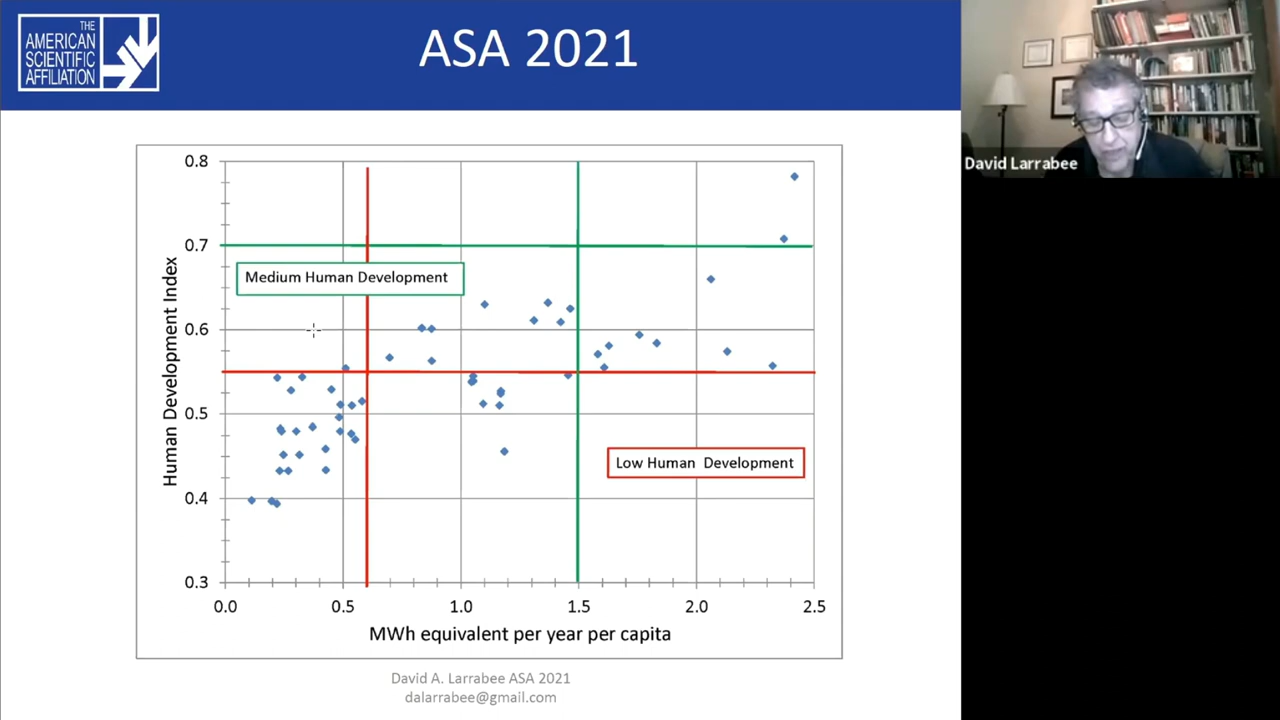 THE
AMERICAN
SCIENTIFIC
AFFILIATION
ASA 2021
David Larrabee
0.8
0.7
0.6
0.5
0.4
0.3
Human Development Index
Medium Human Development
Low Human Development
0.0 0.5 1.0 1.5 2.0 2.5
MWh equivalent per year per capita
David A. Larrabee ASA 2021
dalarrabee@gmail.com